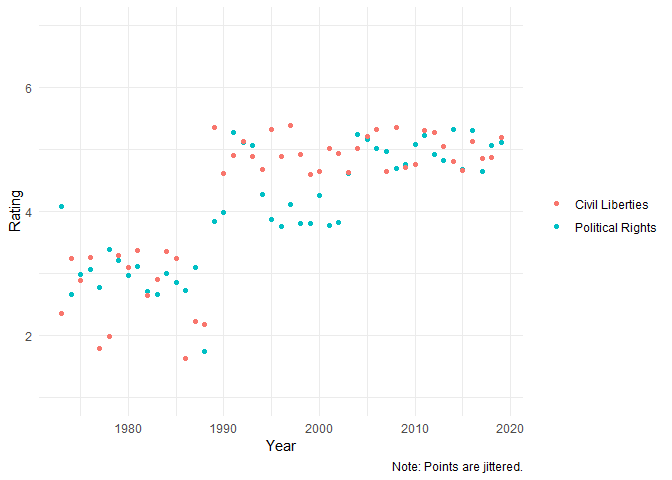 6
4
2
Rating
1980 1990 2000 2010 2020
Year
Civil Liberties
Political Rights
Note: Points are jittered.